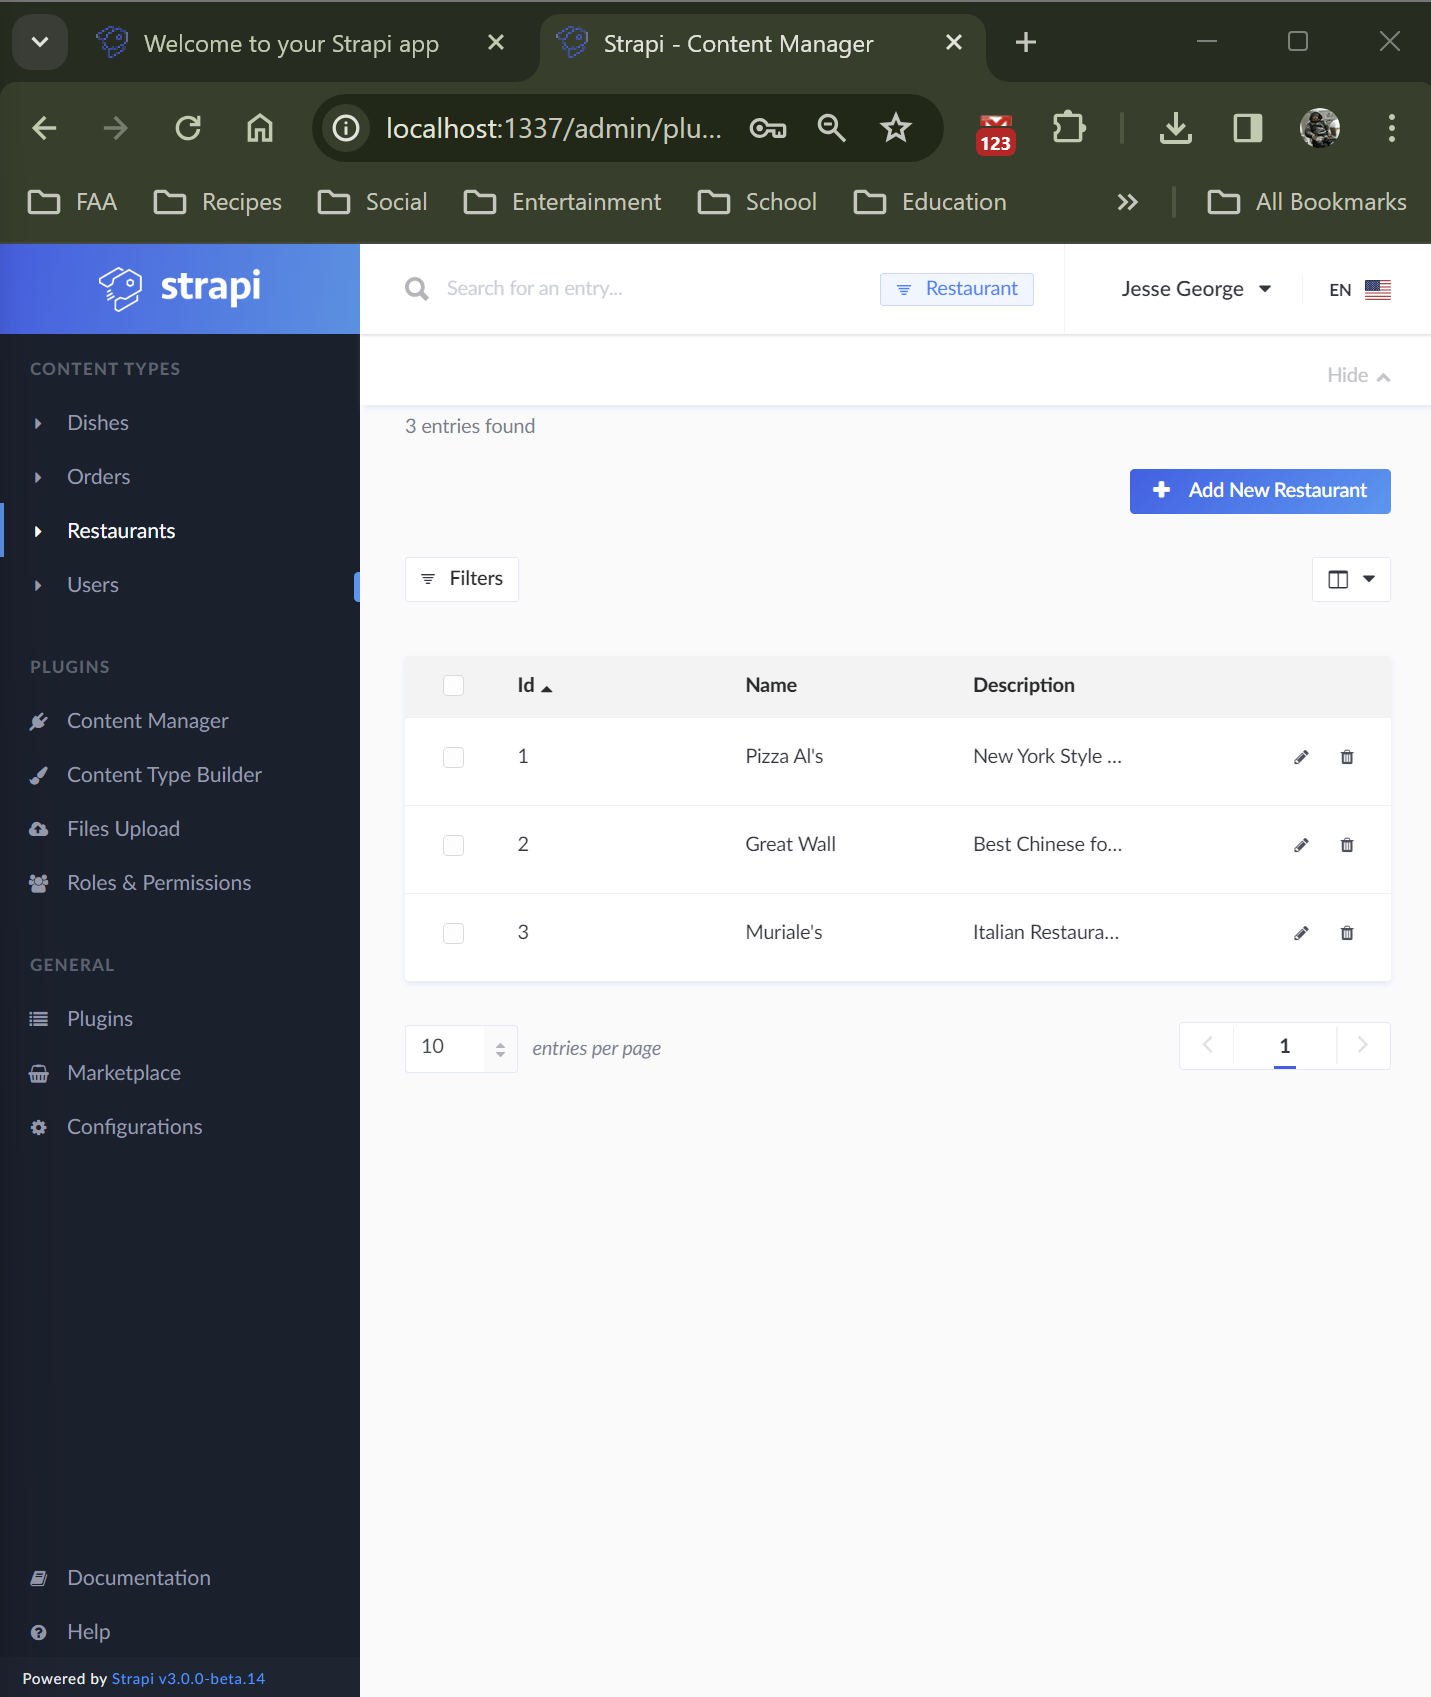 Welcome to your Strapi app
Strapi - Content Manager
localhost:1337/admin/plu...
123
FAA
Recipes
Social
Entertainment
School
Education
All Bookmarks
strapi
Search for an entry...
Restaurant
Jesse George
EN
CONTENT TYPES
Dishes
Orders
Restaurants
Users
PLUGINS
Content Manager
Content Type Builder
Files Upload
Roles & Permissions
GENERAL
Plugins
Marketplace
Configurations
Documentation
Help
Powered by Strapi v3.0.0-beta.14
Hide
3 entries found
Add New Restaurant
Filters
Id Name Description
1 Pizza Al's New York Style ...
2 Great Wall Best Chinese fo...
3 Muriale's Italian Restaura...
10 entries per page
1